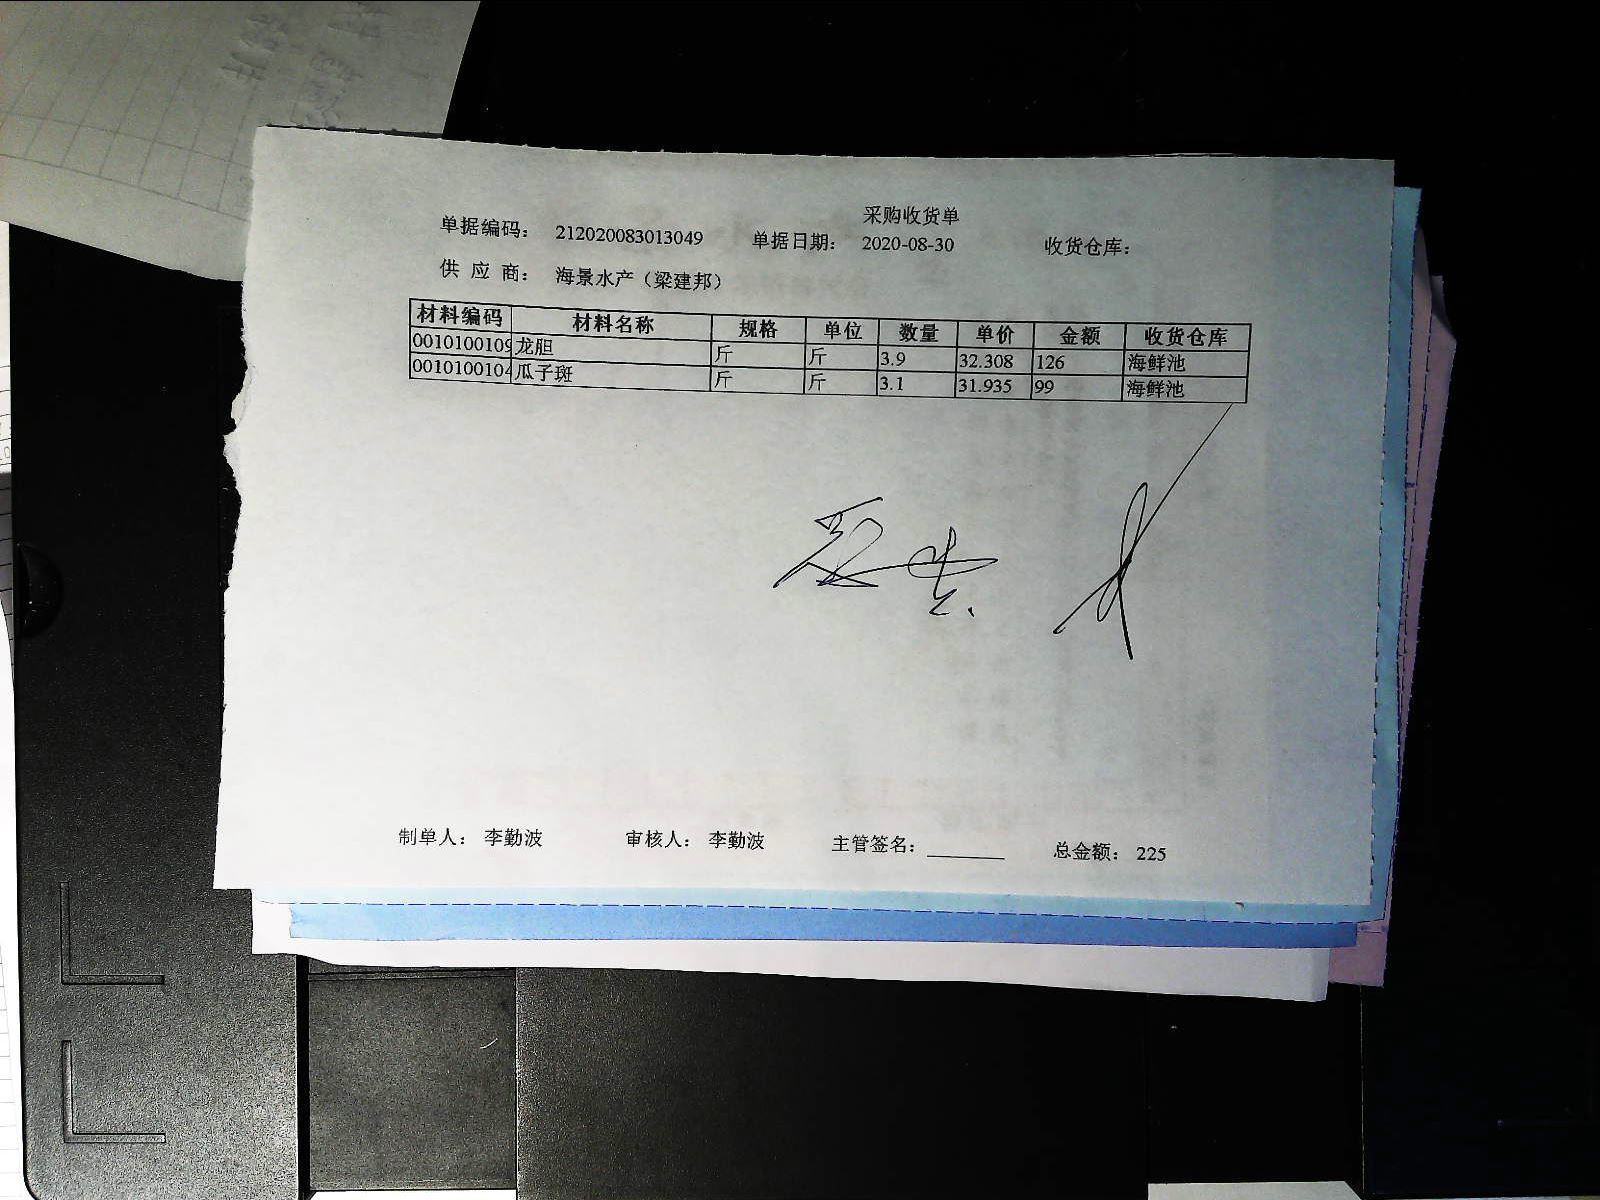 采购收货单
单据编码： 212020083013049 单据日期： 2020-08-30 收货仓库：
供 应 商： 海景水产（梁建邦）
材料编码 材料名称 规格 单位 数量 单价 金额 收货仓库
0010100109 龙胆 斤 斤 3.9 32.308 126 海鲜池
0010100104 瓜子斑 斤 斤 3.1 31.935 99 海鲜池
制单人： 李勤波 审核人： 李勤波 主管签名：________ 总金额： 225